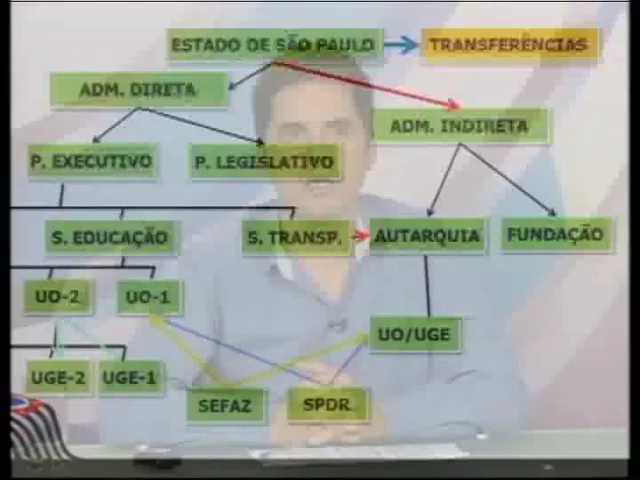 ESTADO DE SÃO PAULO
TRANSFERÊNCIAS
ADM. DIRETA
ADM. INDIRETA
P. EXECUTIVO
P. LEGISLATIVO
S. EDUCAÇÃO
S. TRANSP.
AUTARQUIA
FUNDAÇÃO
UO-2
UO-1
UO/UGE
UGE-2
UGE-1
SEFAZ
SPDR